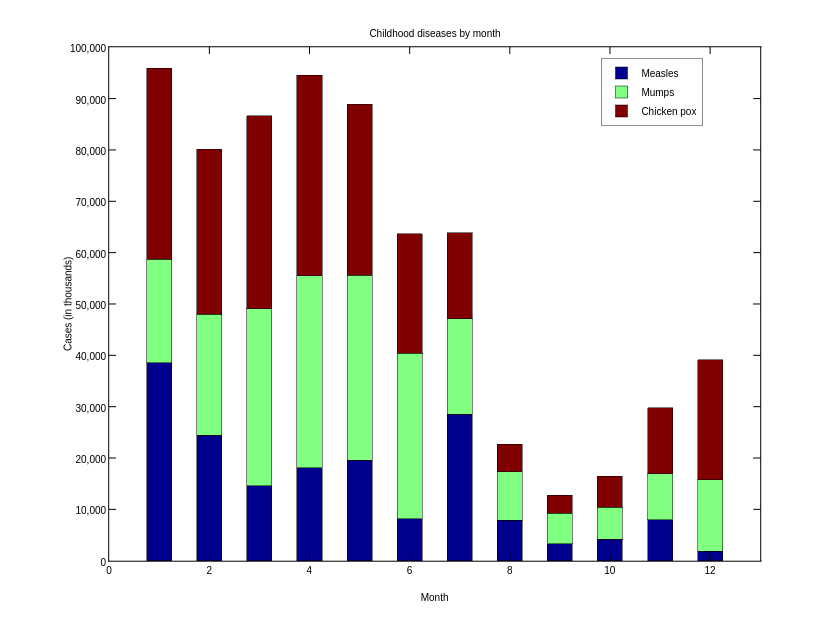 Childhood diseases by month
100,000
90,000
80,000
70,000
60,000
50,000
40,000
30,000
20,000
10,000
0
Cases (in thousands)
Measles
Mumps
Chicken pox
0 2 4 6 8 10 12
Month